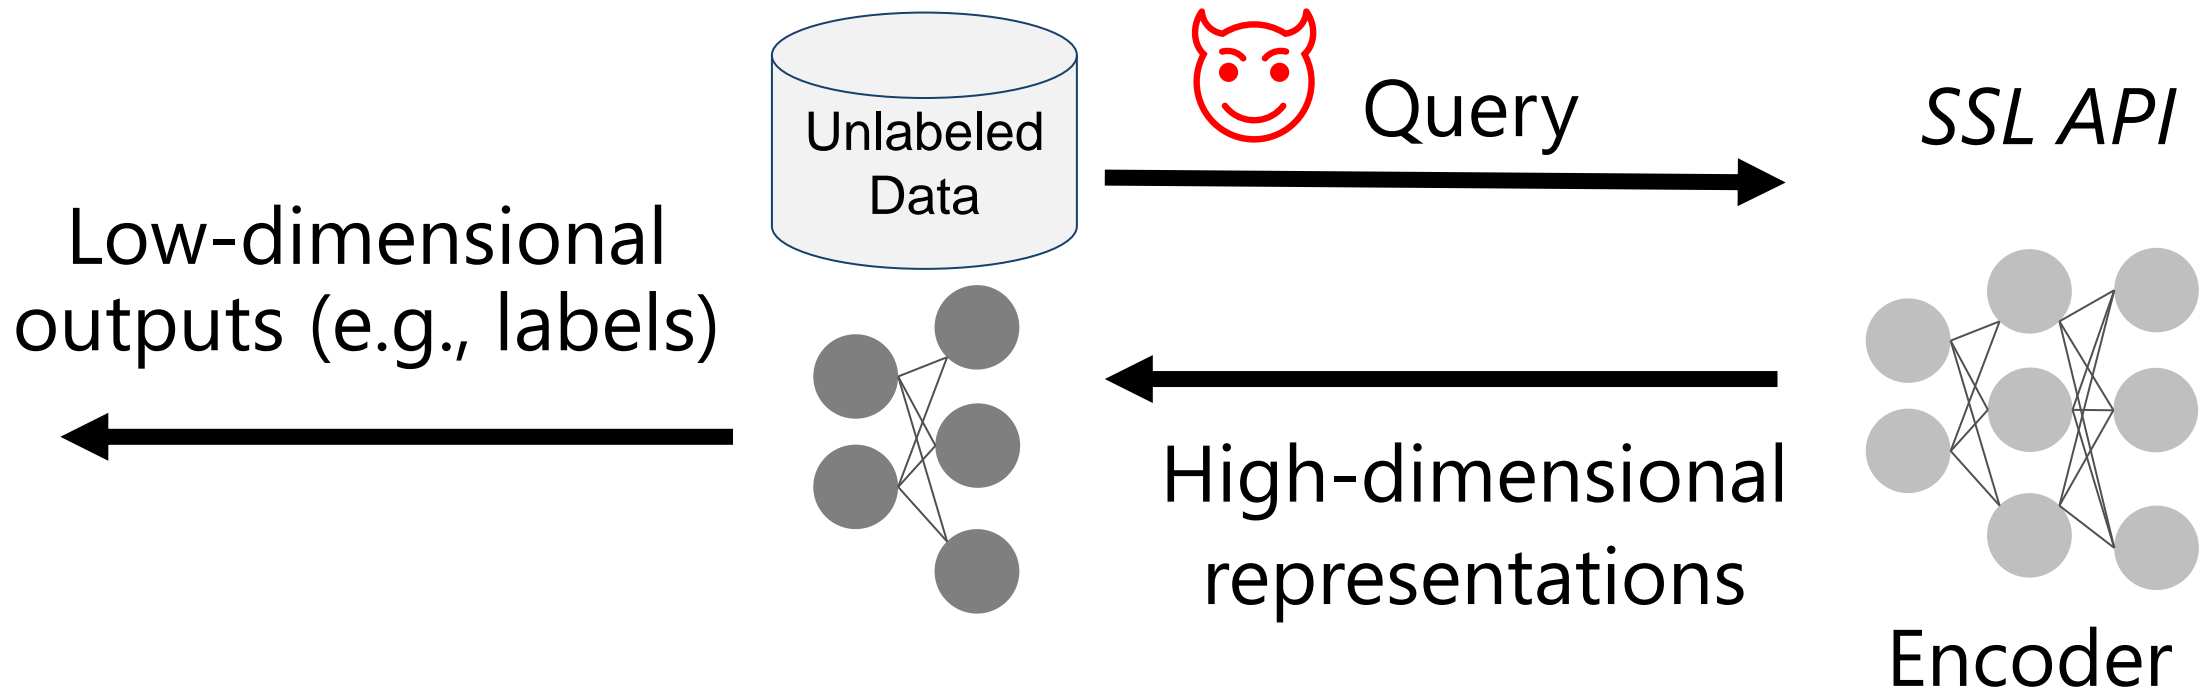 Unlabeled
Data
Query
SSL API
Low-dimensional
outputs (e.g., labels)
High-dimensional
representations
Encoder